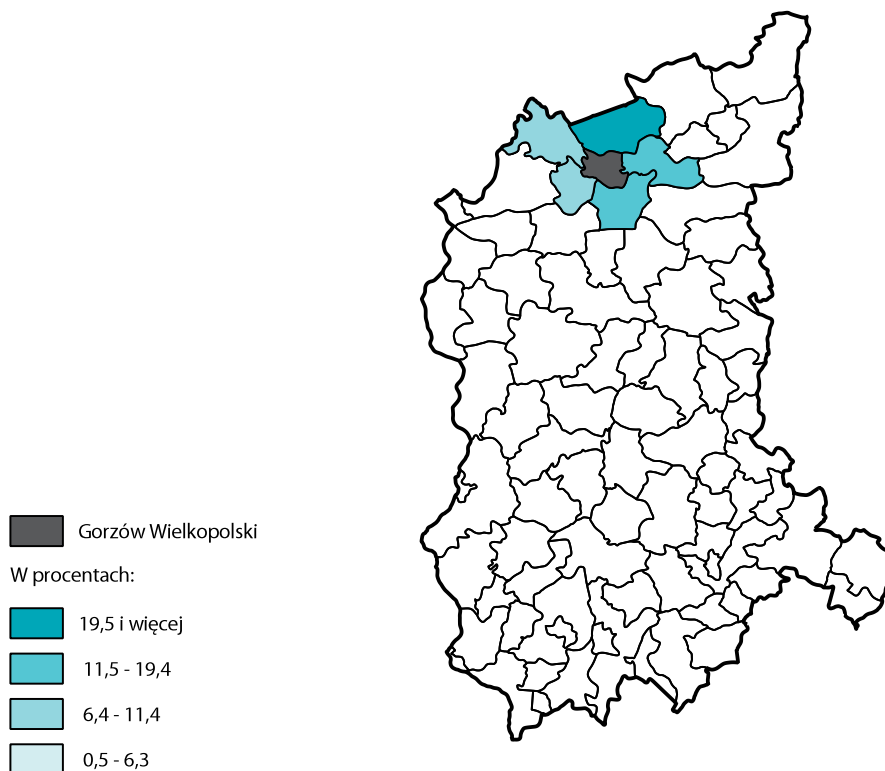 Gorzów Wielkopolski
W procentach:
19,5 i więcej
11,5 - 19,4
6,4 - 11,4
0,5 - 6,3